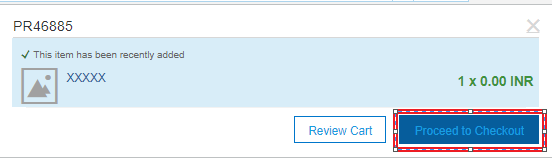 PR46885
This item has been recently added
XXXXX
1 x 0.00 INR
Review Cart
Proceed to Checkout